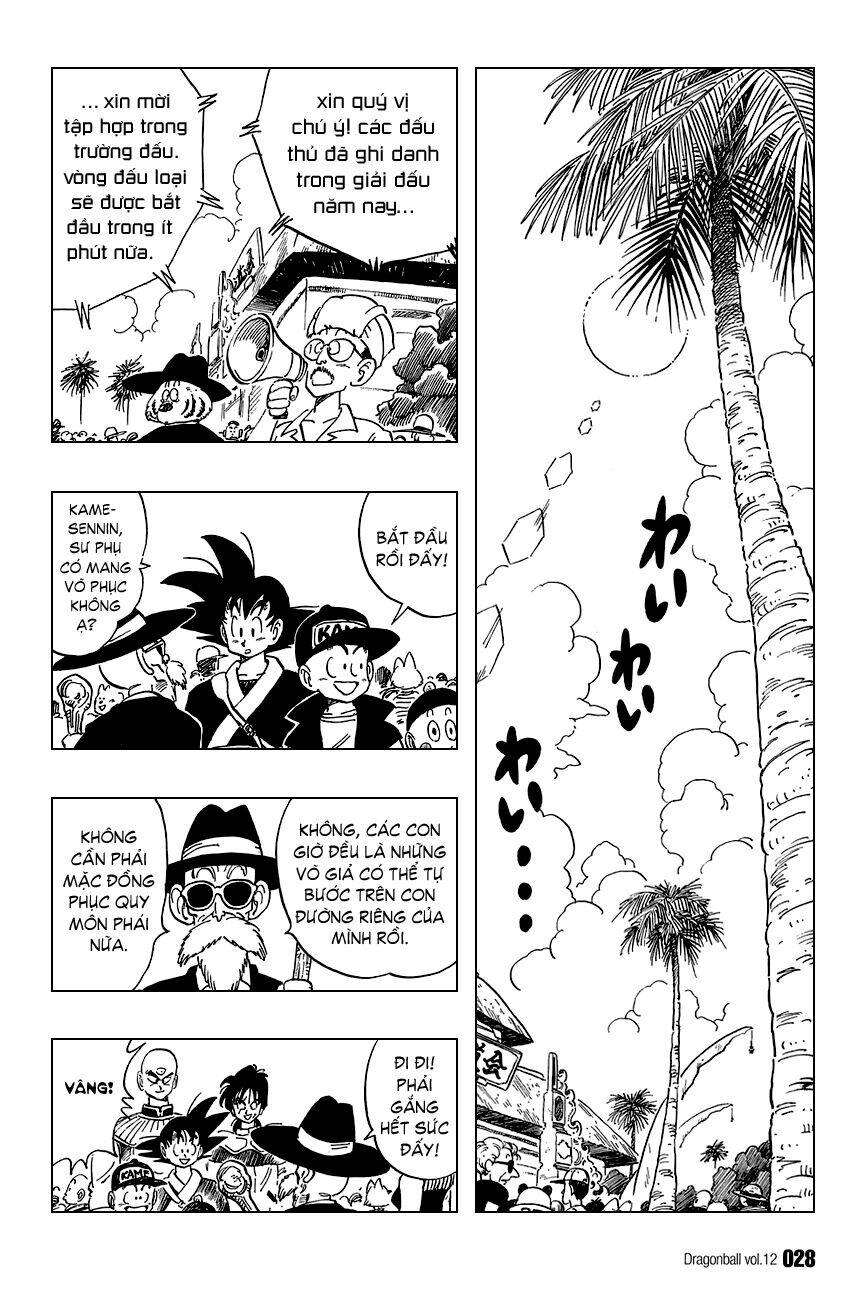 わいわいわい・・・・
会
xin quý vị
chú ý! các đấu
thủ đã ghi danh
trong giải đấu
năm nay...
...xin mời
tập hợp trong
trường đấu.
vòng đấu loại
sẽ được bắt
đầu trong ít
phút nữa.
BẮT ĐẦU
RỒI ĐẤY!
KAME-
SENNIN,
SƯ PHỤ
CÓ MANG
VÕ PHỤC
KHÔNG
Ạ?
KAME
KHÔNG, CÁC CON
GIỜ ĐỀU LÀ NHỮNG
VÕ GIẢ CÓ THỂ TỰ
BƯỚC TRÊN CON
ĐƯỜNG RIÊNG CỦA
MÌNH RỒI.
KHÔNG
CẦN PHẢI
MẶC ĐỒNG
PHỤC QUY
MÔN PHÁI
NỮA.
ĐI ĐI!
PHẢI
GẮNG
HẾT SỨC
ĐẤY!
VÂNG!
KAME
Dragonball vol.12 028